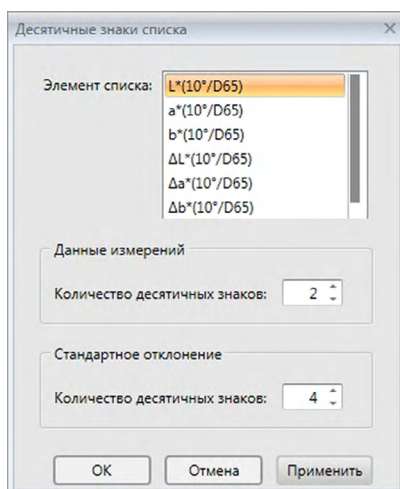 Десятичные знаки списка
Элемент списка:
L*(10°/D65)
a*(10°/D65)
b*(10°/D65)
ΔL*(10°/D65)
Δa*(10°/D65)
Δb*(10°/D65)
Данные измерений
Количество десятичных знаков: 2
Стандартное отклонение
Количество десятичных знаков: 4
ОК Отмена Применить